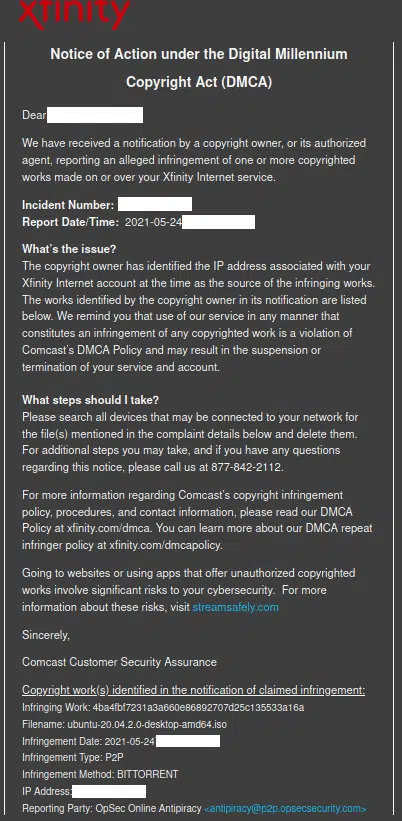 xfinity
Notice of Action under the Digital Millennium
Copyright Act (DMCA)
Dear
We have received a notification by a copyright owner, or its authorized
agent, reporting an alleged infringement of one or more copyrighted
works made on or over your Xfinity Internet service.
Incident Number:
Report Date/Time: 2021-05-24
What's the issue?
The copyright owner has identified the IP address associated with your
Xfinity Internet account at the time as the source of the infringing works.
The works identified by the copyright owner in its notification are listed
below. We remind you that use of our service in any manner that
constitutes an infringement of any copyrighted work is a violation of
Comcast's DMCA Policy and may result in the suspension or
termination of your service and account.
What steps should I take?
Please search all devices that may be connected to your network for
the file(s) mentioned in the complaint details below and delete them.
For additional steps you may take, and if you have any questions
regarding this notice, please call us at 877-842-2112.
For more information regarding Comcast's copyright infringement
policy, procedures, and contact information, please read our DMCA
Policy at xfinity.com/dmca. You can learn more about our DMCA repeat
infringer policy at xfinity.com/dmcapolicy.
Going to websites or using apps that offer unauthorized copyrighted
works involve significant risks to your cybersecurity. For more
information about these risks, visit streamsafely.com
Sincerely,
Comcast Customer Security Assurance
Copyright work(s) identified in the notification of claimed infringement:
Infringing Work: 4ba4fbf7231a3a660e86892707d25c135533a16a
Filename: ubuntu-20.04.2.0-desktop-amd64.iso
Infringement Date: 2021-05-24
Infringement Type: P2P
Infringement Method: BITTORRENT
IP Address:
Reporting Party: OpSec Online Antipiracy <antipiracy@p2p.opsecsecurity.com>